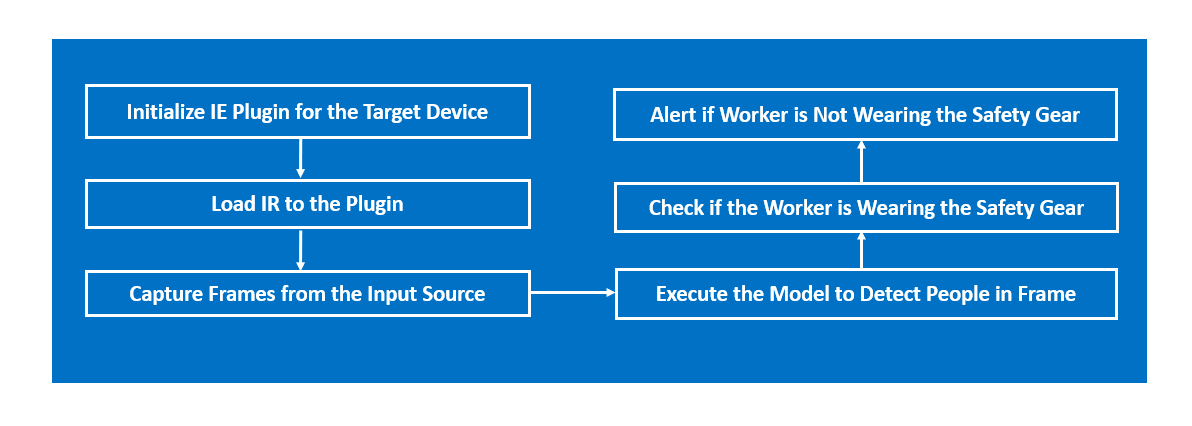 Initialize IE Plugin for the Target Device
Load IR to the Plugin
Capture Frames from the Input Source
Execute the Model to Detect People in Frame
Check if the Worker is Wearing the Safety Gear
Alert if Worker is Not Wearing the Safety Gear